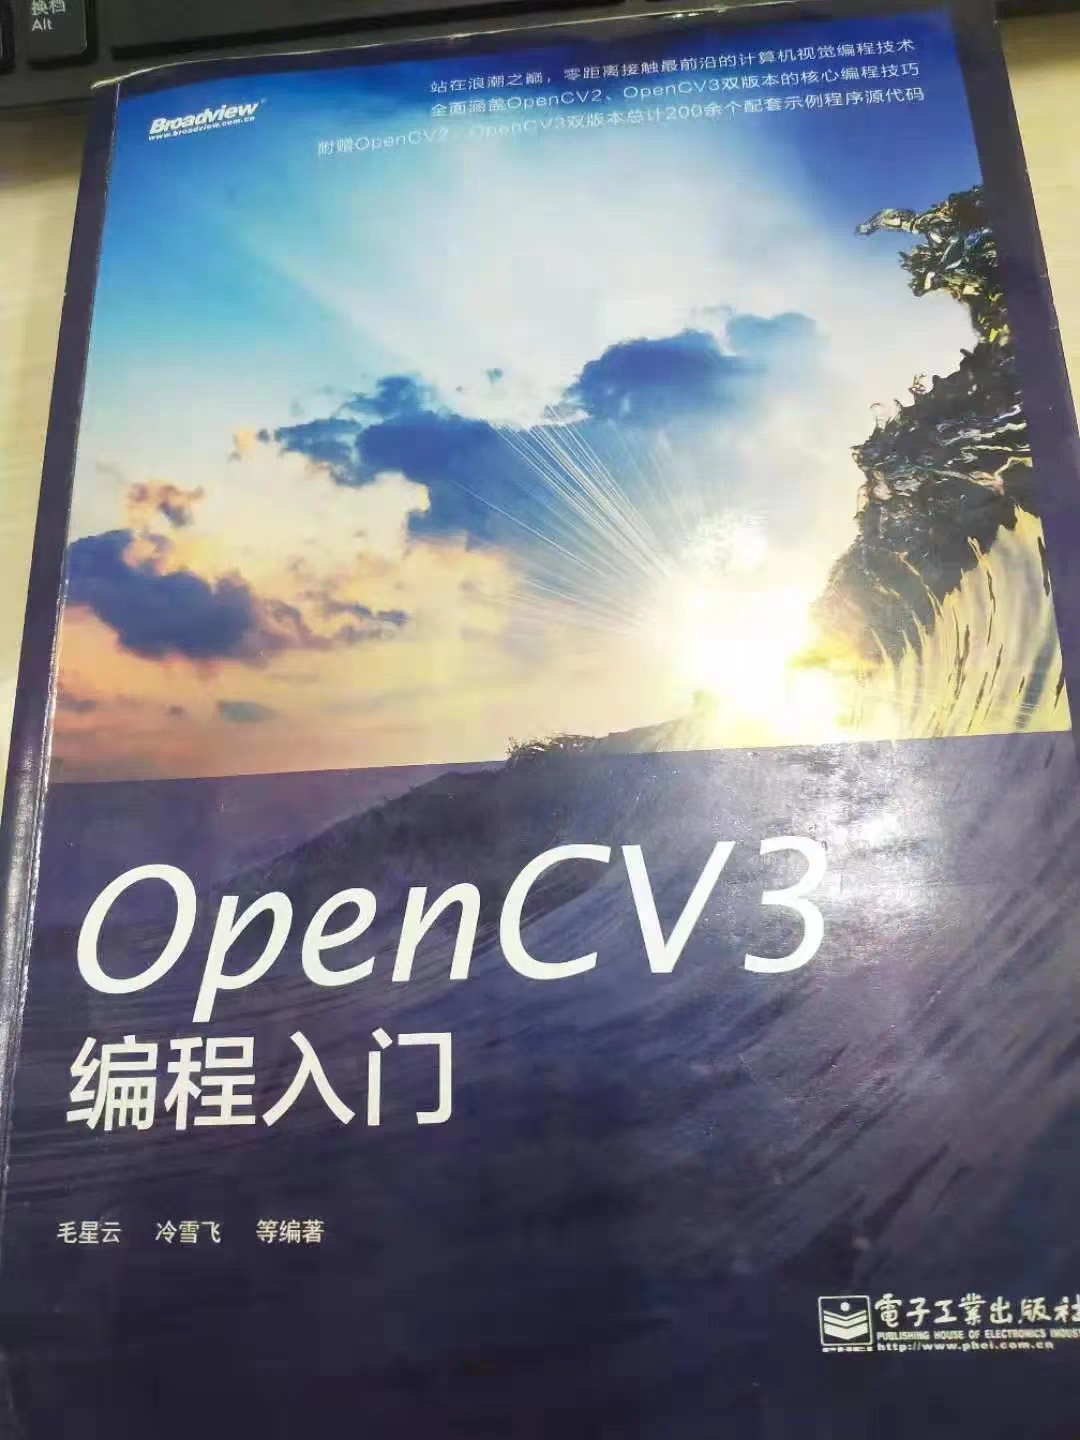 换档
Alt
站在浪潮之巅，零距离接触最前沿的计算机视觉编程技术
全面涵盖OpenCV2、OpenCV3双版本的核心编程技巧
附赠OpenCV2、OpenCV3双版本总计200余个配套示例程序源代码
Broadview
www.broadview.com.cn
OpenCV3
编程入门
毛星云 冷雪飞 等编著
電子工業出版社
PUBLISHING HOUSE OF ELECTRONICS INDUST
http://www.phei.com.cn
PHEI